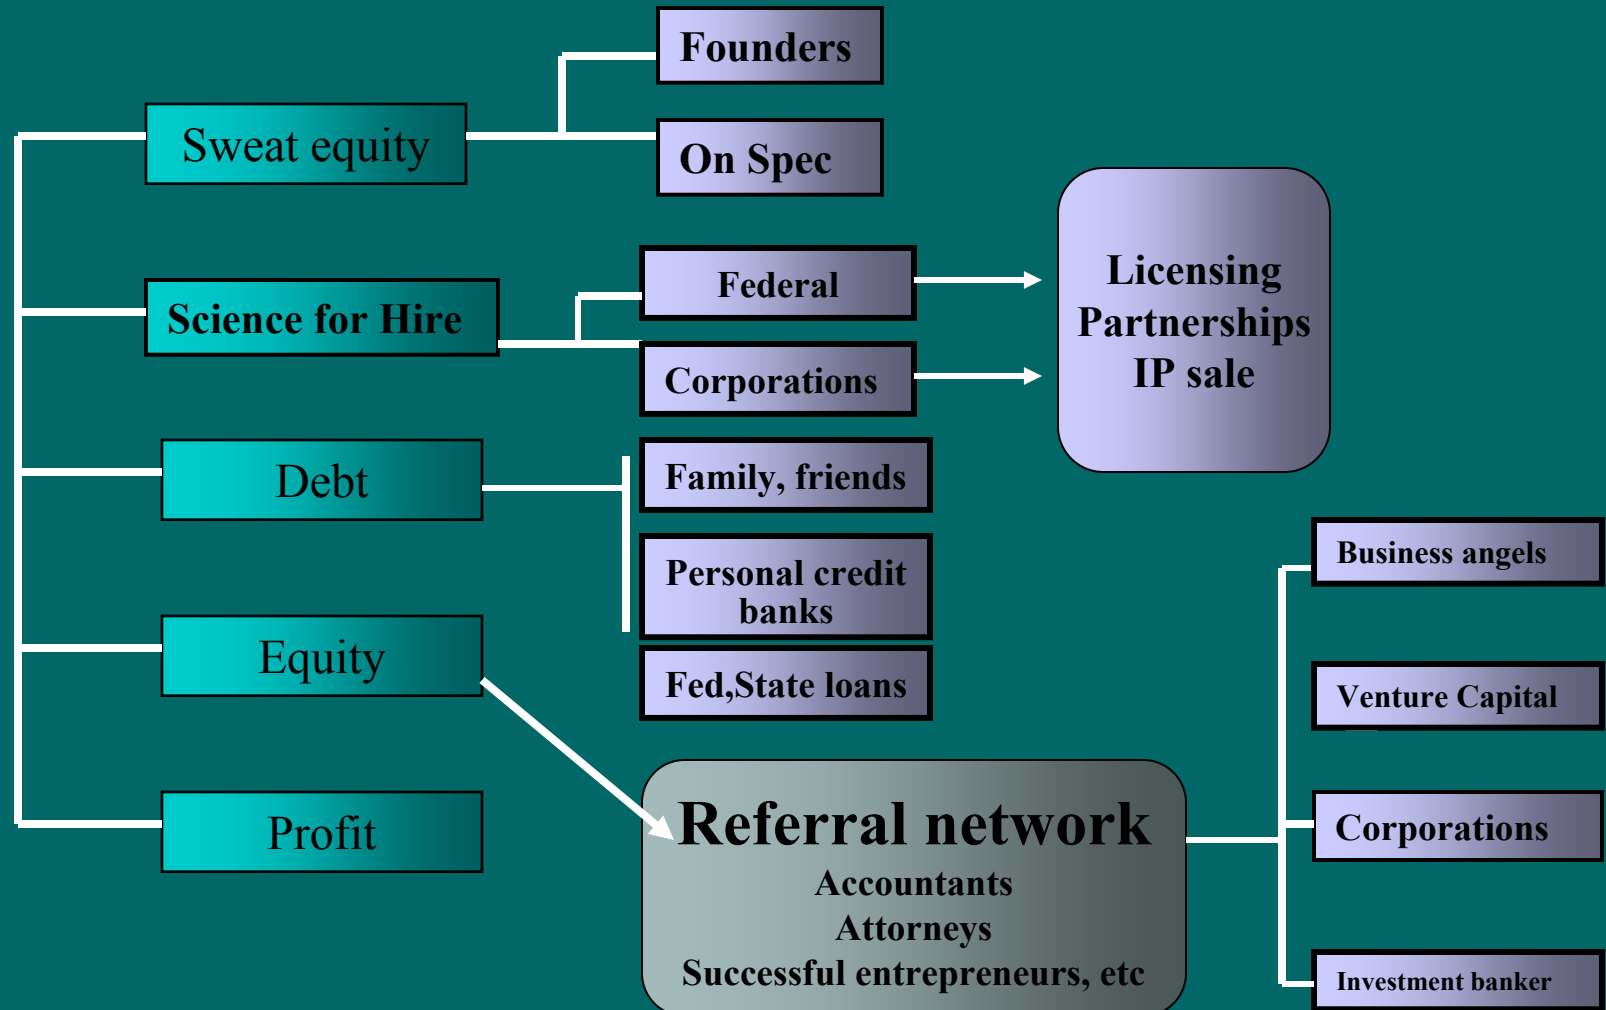 Founders
Sweat equity
On Spec
Science for Hire
Federal
Corporations
Licensing
Partnerships
IP sale
Debt
Family, friends
Personal credit
banks
Fed,State loans
Equity
Profit
Referral network
Accountants
Attorneys
Successful entrepreneurs, etc
Business angels
Venture Capital
Corporations
Investment banker